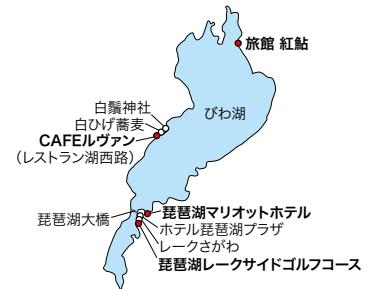 旅館 紅鮎
びわ湖
白鬚神社
白ひげ蕎麦
CAFEルヴァン
(レストラン湖西路)
琵琶湖大橋
琵琶湖マリオットホテル
ホテル琵琶湖プラザ
レークさがわ
琵琶湖レークサイドゴルフコース